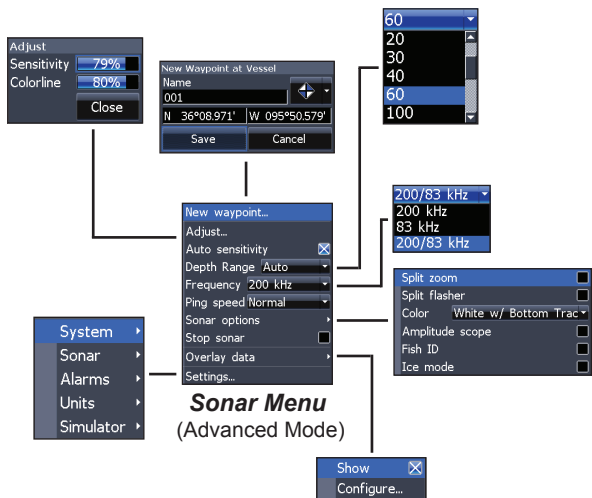 Adjust
Sensitivity 79%
Colorline 80%
Close
New Waypoint at Vessel
Name
001
N 36°08.971' W 095°50.579'
Save Cancel
60
20
30
40
60
100
200/83 kHz
200 kHz
83 kHz
200/83 kHz
New waypoint...
Adjust...
Auto sensitivity
Depth Range Auto
Frequency 200 kHz
Ping speed Normal
Sonar options
Stop sonar
Overlay data
Settings...
Split zoom
Split flasher
Color White w/ Bottom Trac
Amplitude scope
Fish ID
Ice mode
System
Sonar
Alarms
Units
Simulator
Sonar Menu
(Advanced Mode)
Show
Configure...